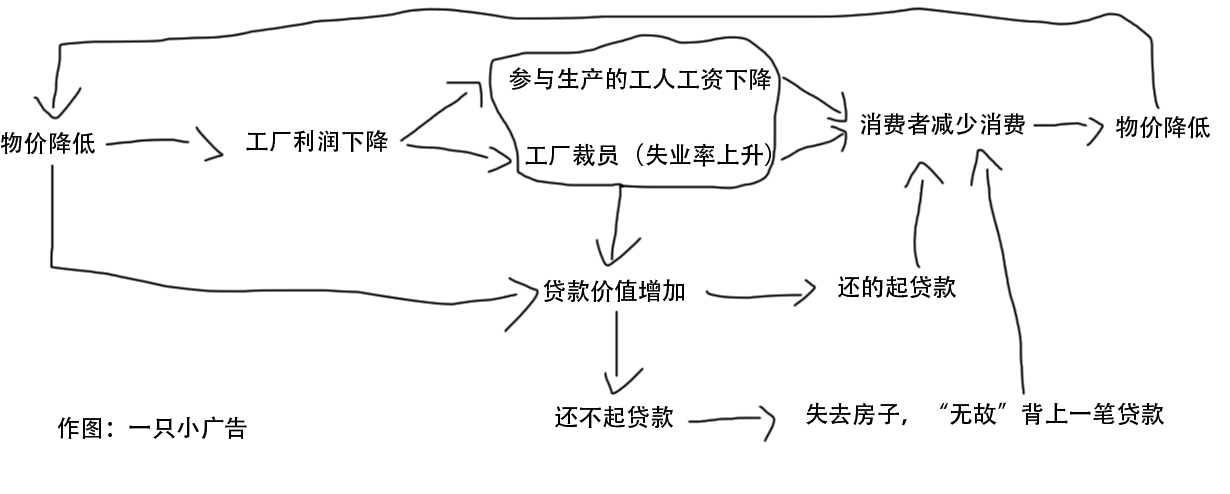 参与生产的工人工资下降
物价降低
工厂利润下降
工厂裁员（失业率上升）
消费者减少消费
物价降低
贷款价值增加
还的起贷款
还不起贷款
失去房子，“无故”背上一笔贷款
作图：一只小广告